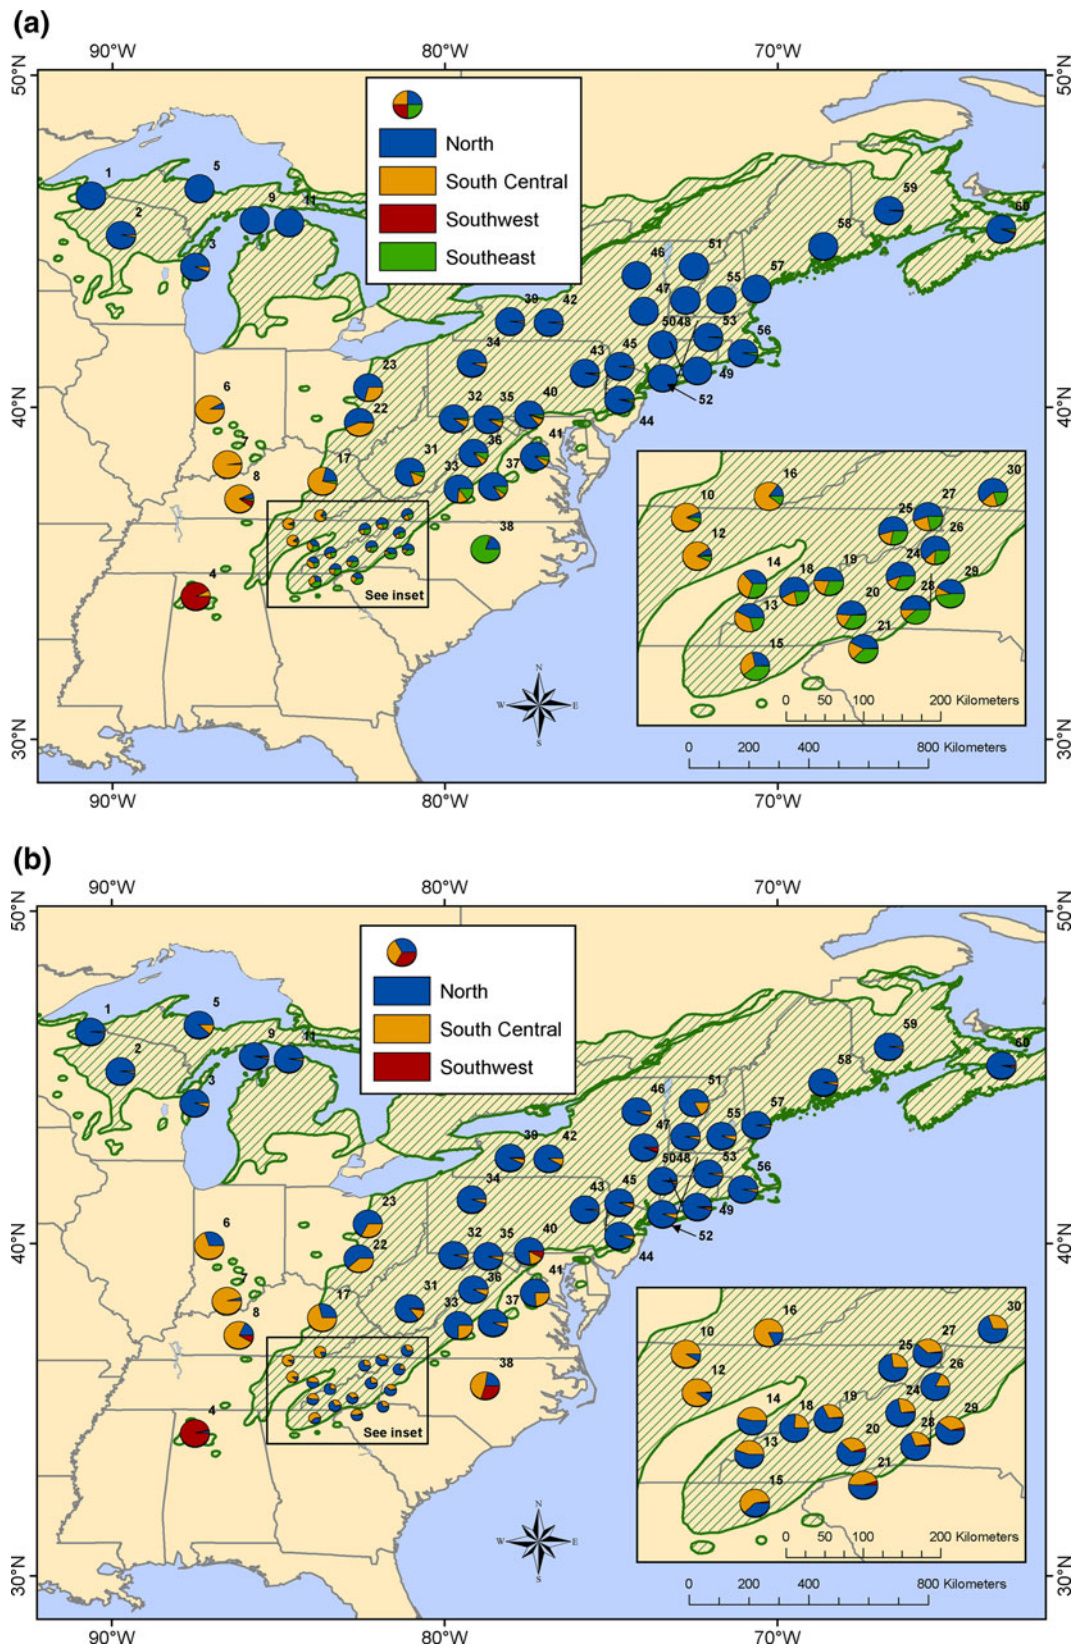 (a)
90°W 80°W 70°W
50°N 50°N
North
South Central
Southwest
Southeast
1 5 9 11 2 3
59 60 58
46 51 57 47 55
39 42 50 48 53 56
34 43 45 49 52 44
23 22 6 7 8 17
32 35 40 36 41 31 33 37 38
40°N 40°N
4
See inset
10 16 30 12 25 27 26
14 18 19 24 29 13 20 28 15 21
0 50 100 200 Kilometers
0 200 400 800 Kilometers
N
W E
S
30°N 30°N
90°W 80°W 70°W
(b)
90°W 80°W 70°W
50°N 50°N
North
South Central
Southwest
1 5 9 11 2 3
59 60 58
46 51 57 47 55
39 42 50 48 53 56
34 43 45 49 52 44
23 22 6 7 8 17
32 35 40 36 41 31 33 37 38
40°N 40°N
4
See inset
10 16 30 12 25 27 26
14 18 19 24 29 13 20 28 15 21
0 50 100 200 Kilometers
0 200 400 800 Kilometers
N
W E
S
30°N 30°N
90°W 80°W 70°W